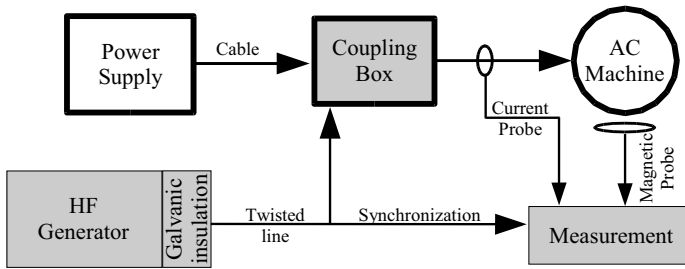 Power
Supply
Cable
Coupling
Box
AC
Machine
Current
Probe
Magnetic
Probe
HF
Generator
Galvanic
insulation
Twisted
line
Synchronization
Measurement